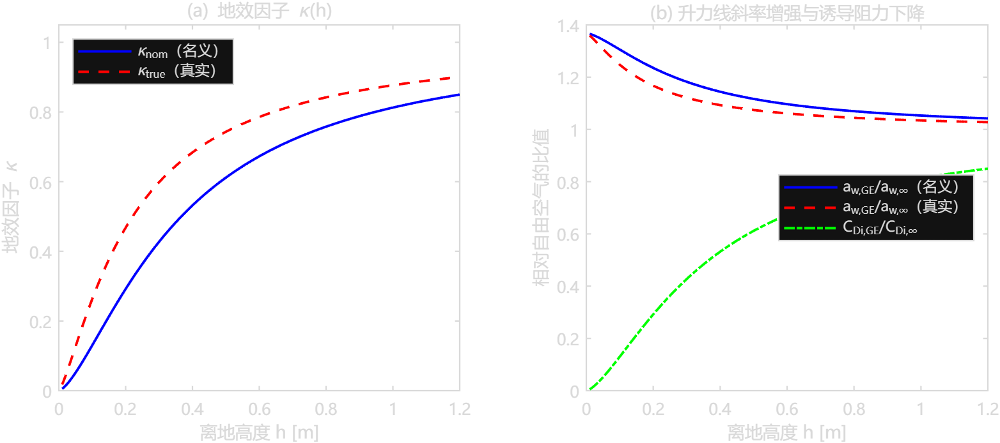 (a) 地效因子 κ(h)
κnom（名义）
κtrue（真实）
地效因子 κ
1
0.8
0.6
0.4
0.2
0
0 0.2 0.4 0.6 0.8 1 1.2
离地高度 h [m]
(b) 升力线斜率增强与诱导阻力下降
相对自由空气的比值
1.4
1.2
1
0.8
0.6
0.4
0.2
0
aw,GE/aw,∞（名义）
aw,GE/aw,∞（真实）
CDi,GE/CDi,∞
0 0.2 0.4 0.6 0.8 1 1.2
离地高度 h [m]